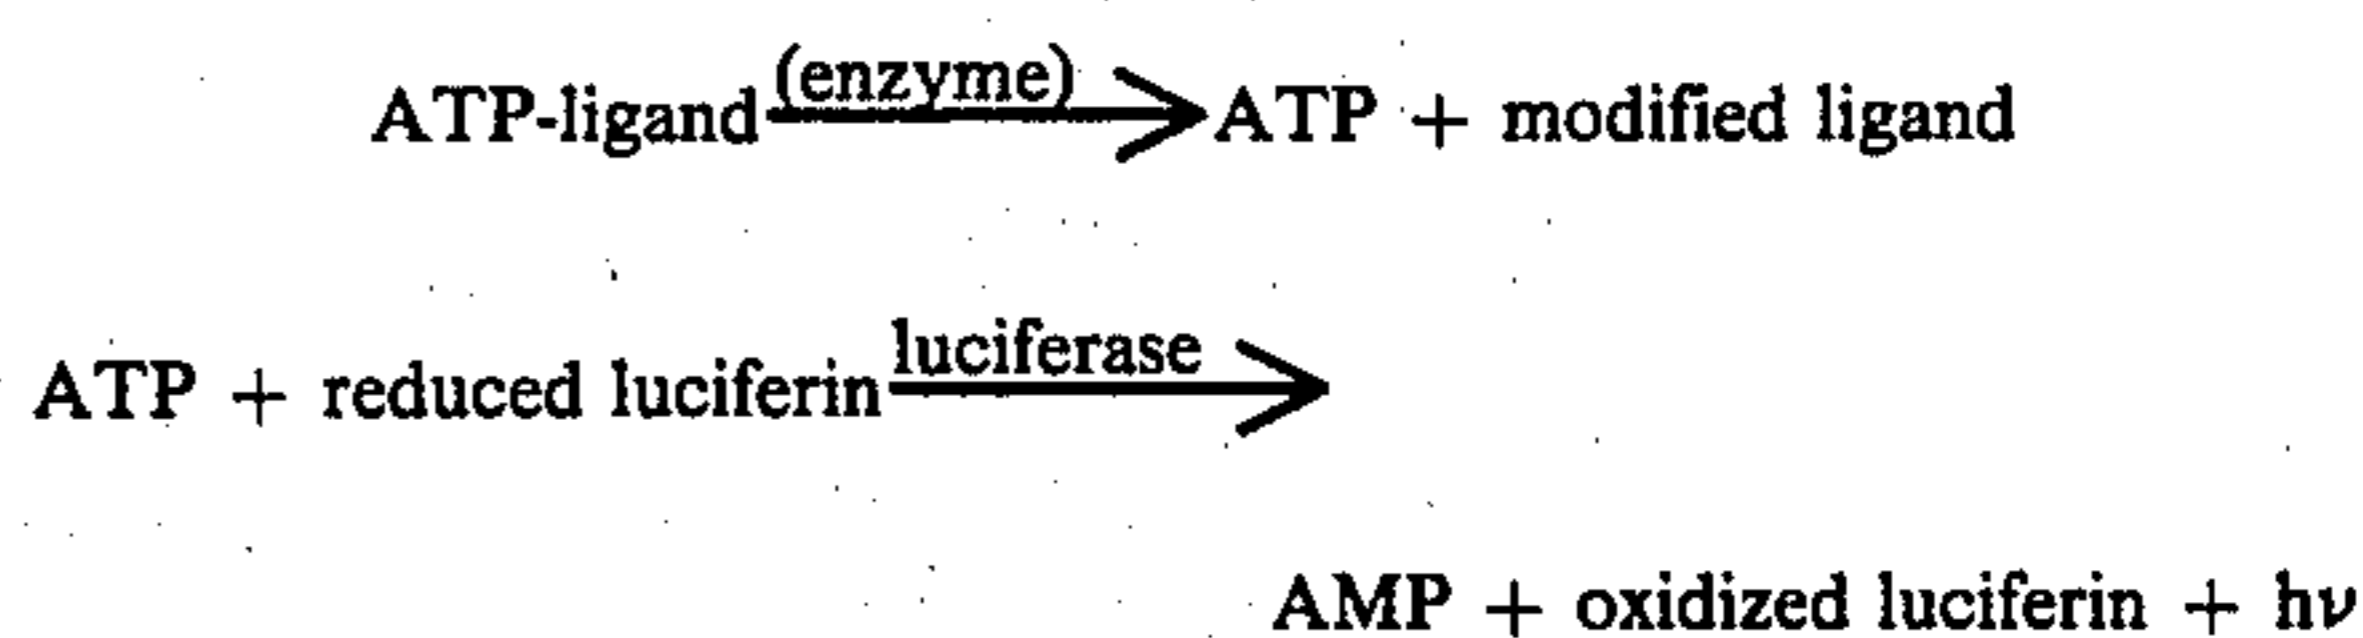 ATP-ligand (enzyme) ATP + modified ligand
ATP + reduced luciferin luciferase
AMP + oxidized luciferin + hν